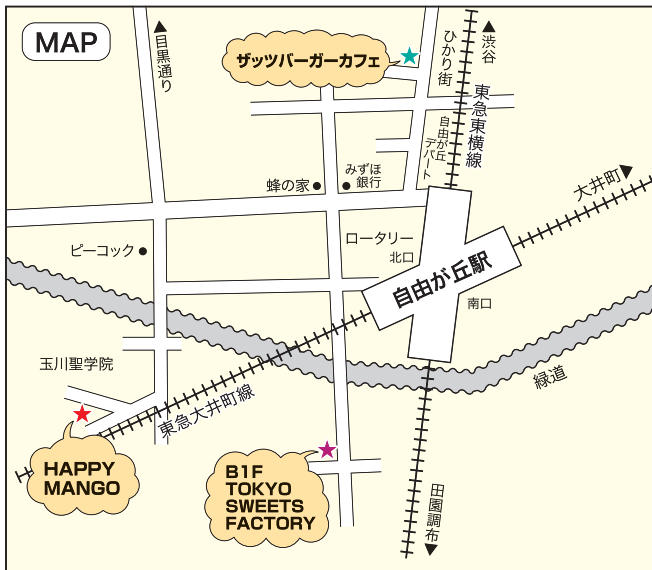 MAP
▲目黒通り
ザッツバーガーカフェ
ひかり街
▲渋谷
東急東横線
自由が丘
デパート
蜂の家
みずほ
銀行
大井町▶
ピーコック
ロータリー
北口
自由が丘駅
南口
玉川聖学院
東急大井町線
緑道
HAPPY
MANGO
B1F
TOKYO
SWEETS
FACTORY
田園調布▼